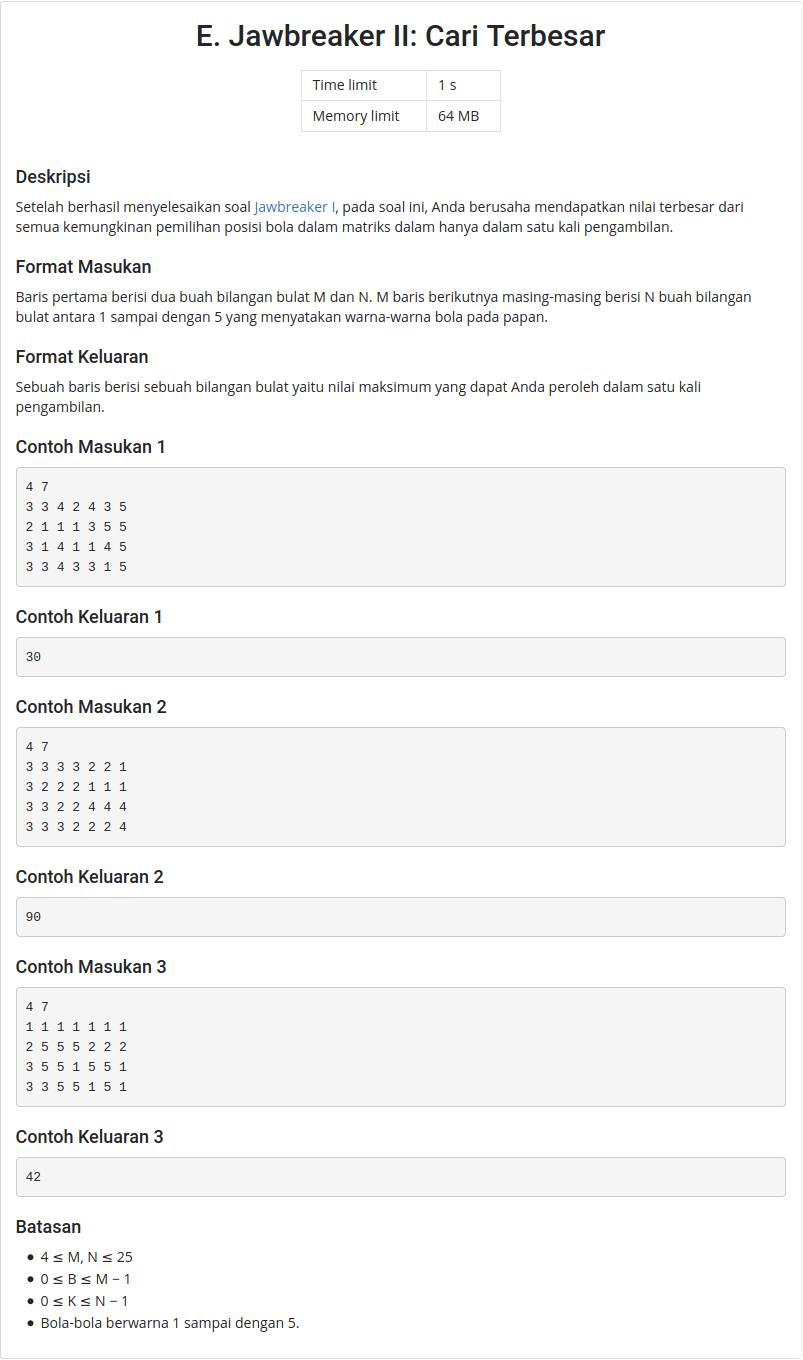 E. Jawbreaker II: Cari Terbesar
Time limit 1 s
Memory limit 64 MB
Deskripsi
Setelah berhasil menyelesaikan soal Jawbreaker I, pada soal ini, Anda berusaha mendapatkan nilai terbesar dari
semua kemungkinan pemilihan posisi bola dalam matriks dalam hanya dalam satu kali pengambilan.
Format Masukan
Baris pertama berisi dua buah bilangan bulat M dan N. M baris berikutnya masing-masing berisi N buah bilangan
bulat antara 1 sampai dengan 5 yang menyatakan warna-warna bola pada papan.
Format Keluaran
Sebuah baris berisi sebuah bilangan bulat yaitu nilai maksimum yang dapat Anda peroleh dalam satu kali
pengambilan.
Contoh Masukan 1
4 7
3 3 4 2 4 3 5
2 1 1 1 3 5 5
3 1 4 1 1 4 5
3 3 4 3 3 1 5
Contoh Keluaran 1
30
Contoh Masukan 2
4 7
3 3 3 3 2 2 1
3 2 2 2 1 1 1
3 3 2 2 4 4 4
3 3 3 2 2 2 4
Contoh Keluaran 2
90
Contoh Masukan 3
4 7
1 1 1 1 1 1 1
2 5 5 5 2 2 2
3 5 5 1 5 5 1
3 3 5 5 1 5 1
Contoh Keluaran 3
42
Batasan
• 4 ≤ M, N ≤ 25
• 0 ≤ B ≤ M − 1
• 0 ≤ K ≤ N − 1
• Bola-bola berwarna 1 sampai dengan 5.